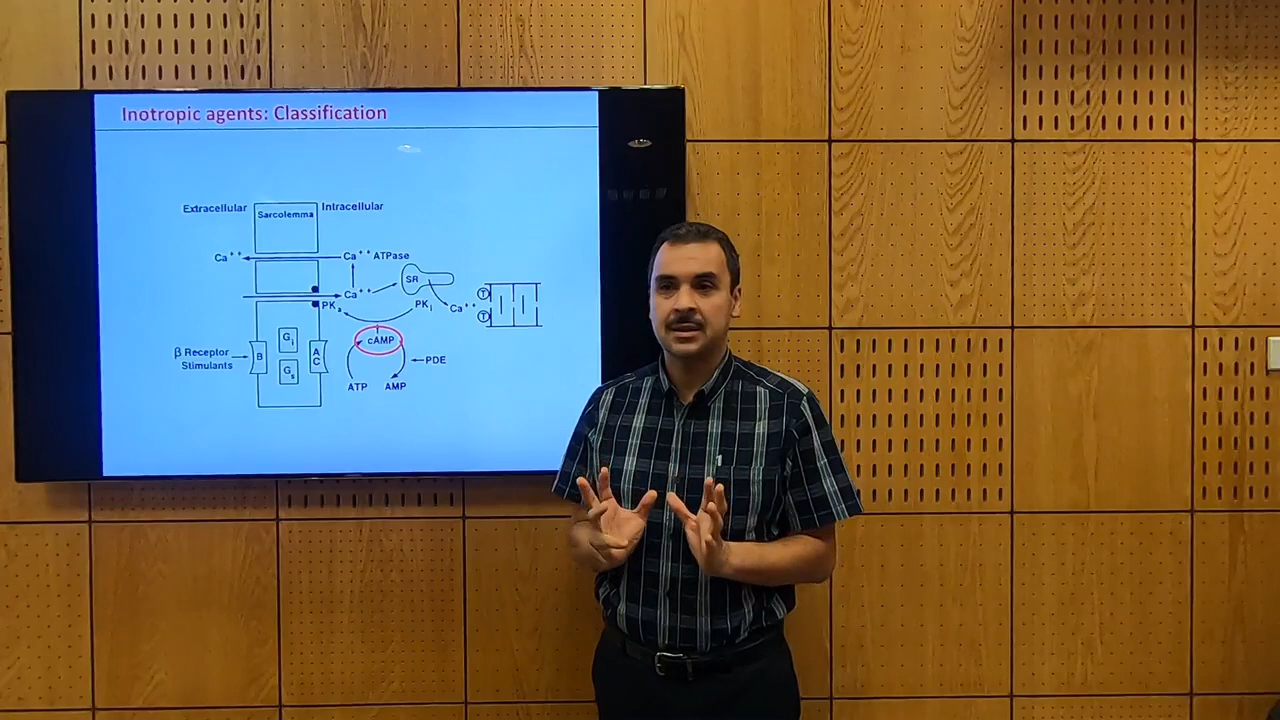 Inotropic agents: Classification
Extracellular
Sarcolemma
Intracellular
Ca++
Ca++ ATPase
SR
Ca++
PKa
PKi
Ca++
T
T
Gi
cAMP
β Receptor
Stimulants
B
AC
Gs
PDE
ATP
AMP